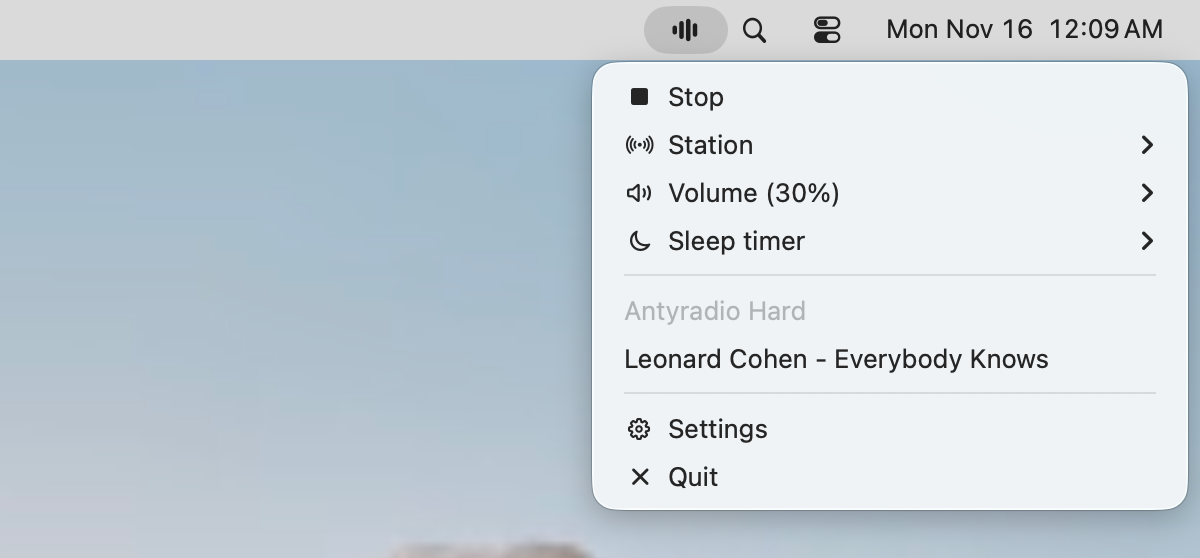 Mon Nov 16 12:09 AM
Stop
Station
Volume (30%)
Sleep timer
Antyradio Hard
Leonard Cohen - Everybody Knows
Settings
Quit